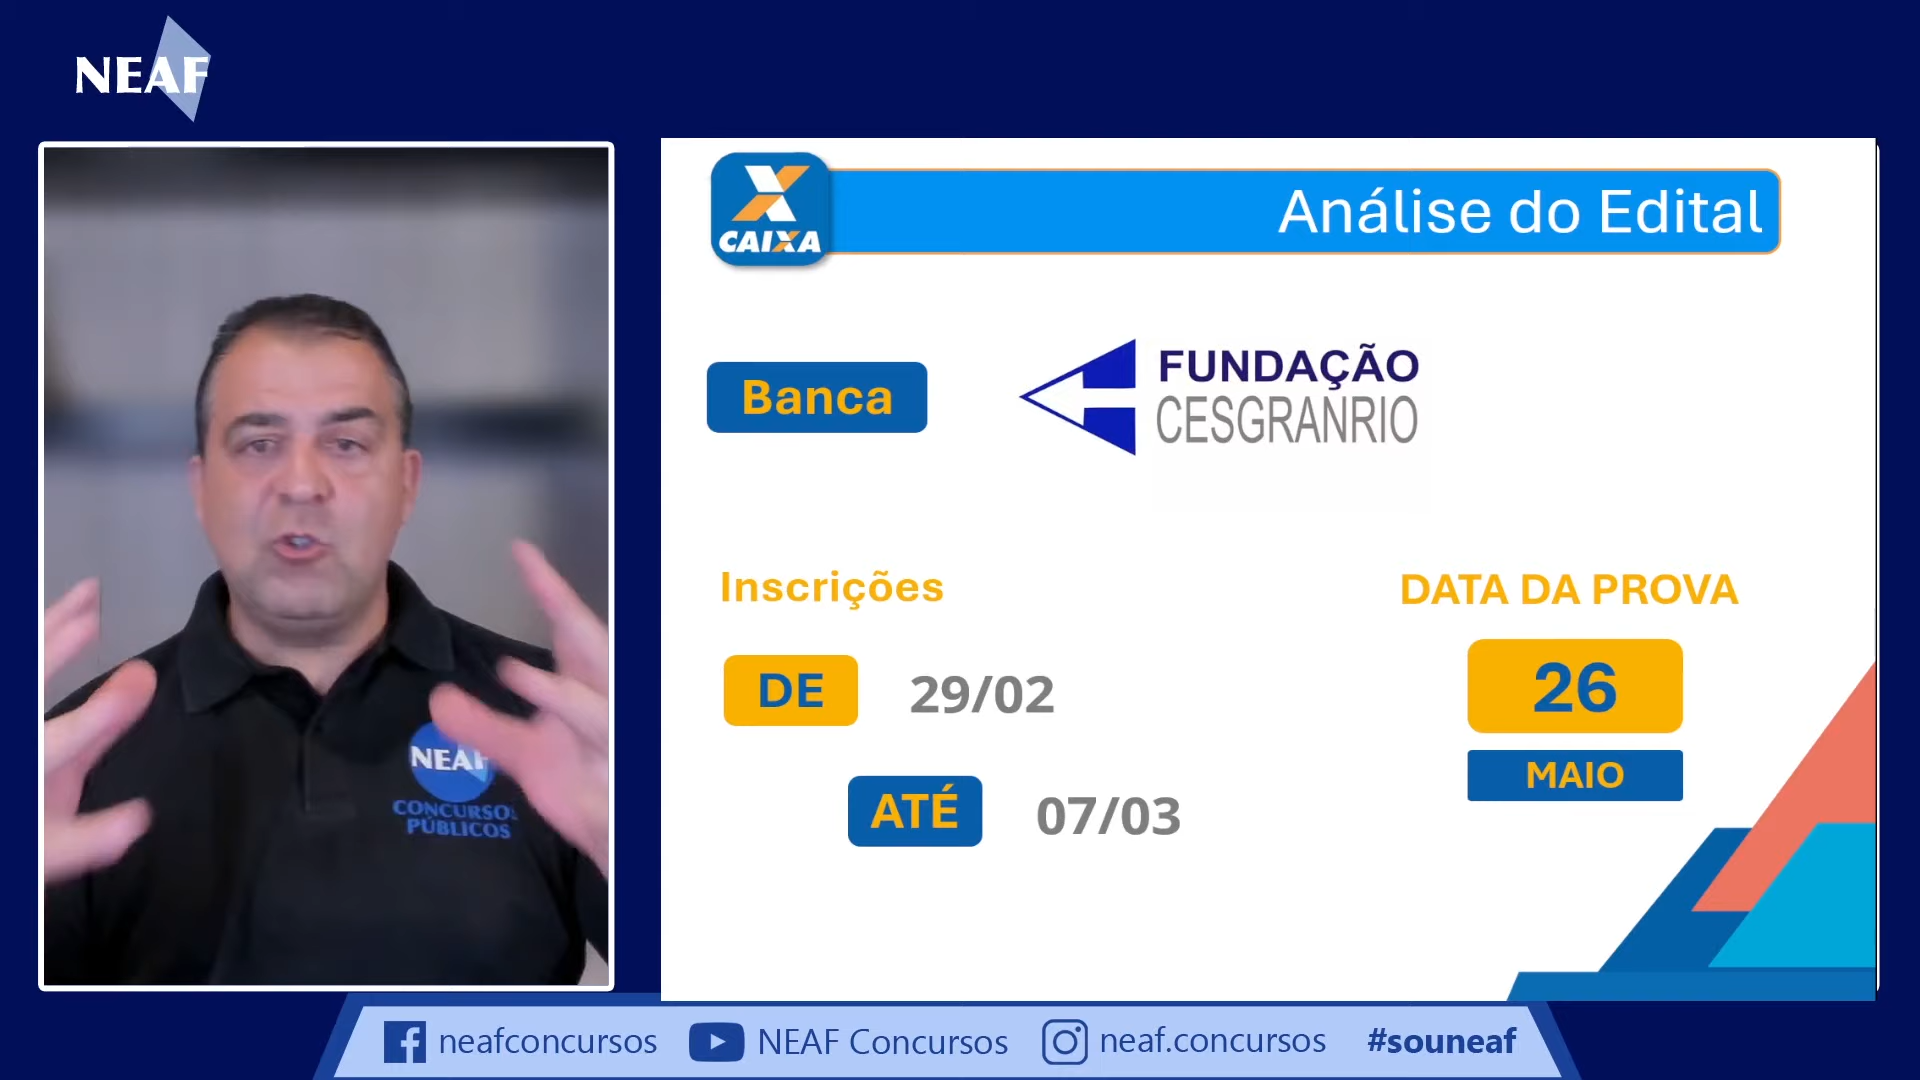 NEAF
CAIXA
Análise do Edital
Banca
FUNDAÇÃO
CESGRANRIO
Inscrições
DE
29/02
ATÉ
07/03
DATA DA PROVA
26
MAIO
NEAF
CONCURSOS
PÚBLICOS
neafconcursos
NEAF Concursos
neaf.concursos
#souneaf